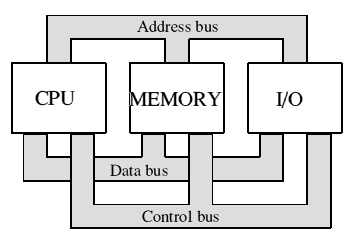 Address bus
CPU
MEMORY
I/O
Data bus
Control bus